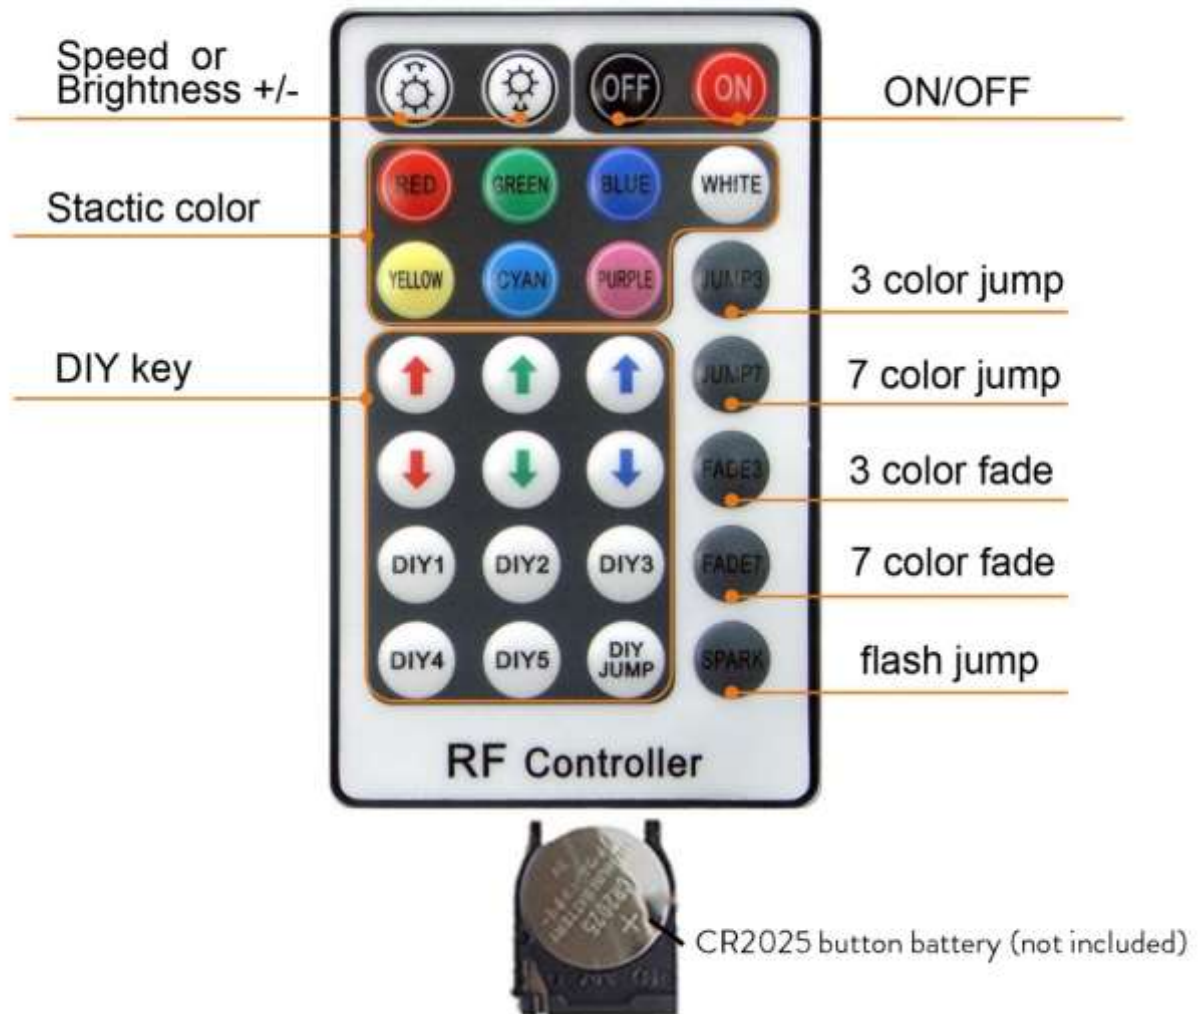 Speed or
Brightness +/-
OFF
ON
ON/OFF
RED
GREEN
BLUE
WHITE
Stactic color
YELLOW
CYAN
PURPLE
JUMP3
3 color jump
DIY key
JUMP7
7 color jump
FADE3
3 color fade
DIY1
DIY2
DIY3
FADE7
7 color fade
DIY4
DIY5
DIY
JUMP
SPARK
flash jump
RF Controller
CR2025
CR2025 button battery (not included)